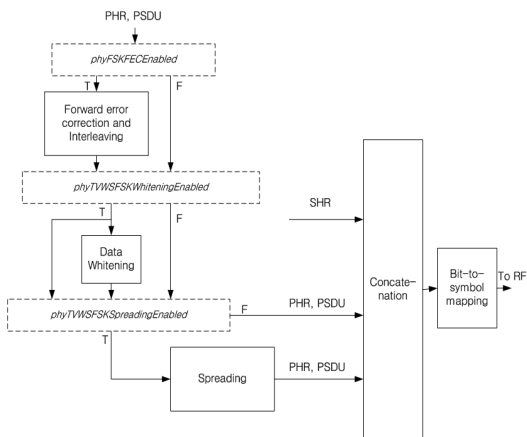 PHR, PSDU
phyFSKFECEnabled
T
F
Forward error
correction and
Interleaving
phyTVWSFSKWhiteningEnabled
T
F
SHR
Data
Whitening
Concate-
nation
Bit-to-
symbol
mapping
To RF
phyTVWSFSKSpreadingEnabled
F
PHR, PSDU
T
Spreading
PHR, PSDU